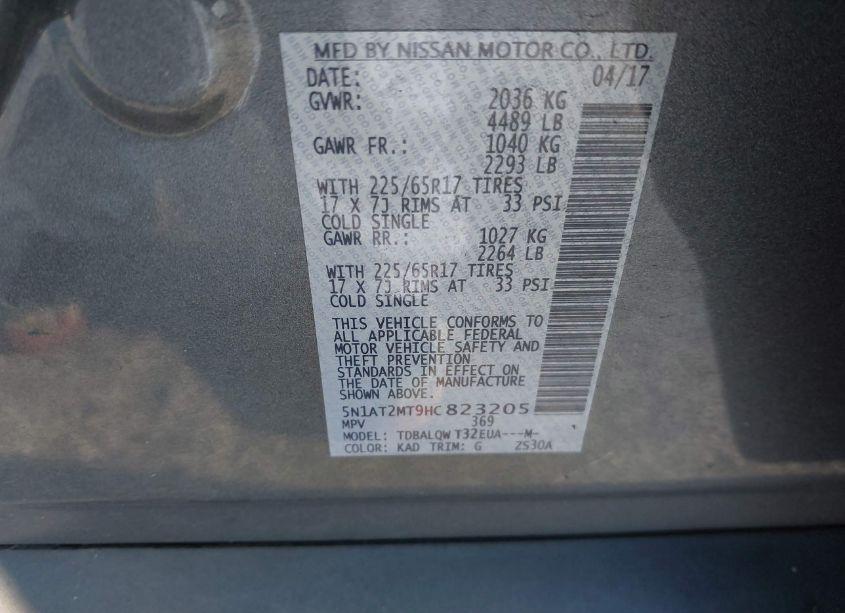 MFD BY NISSAN MOTOR CO., LTD.
DATE: 04/17
GVWR: 2036 KG
4489 LB
GAWR FR.: 1040 KG
2293 LB
WITH 225/65R17 TIRES
17 X 7J RIMS AT 33 PSI
COLD SINGLE
GAWR RR.: 1027 KG
2264 LB
WITH 225/65R17 TIRES
17 X 7J RIMS AT 33 PSI
COLD SINGLE
THIS VEHICLE CONFORMS TO
ALL APPLICABLE FEDERAL
MOTOR VEHICLE SAFETY AND
THEFT PREVENTION
STANDARDS IN EFFECT ON
THE DATE OF MANUFACTURE
SHOWN ABOVE.
5N1AT2MT9HC823205
MPV 369
MODEL: TDBALQW T32EUA---M-
COLOR: KAD TRIM: G ZS30A